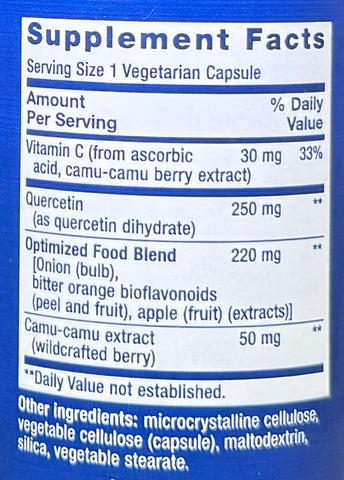 Supplement Facts
Serving Size 1 Vegetarian Capsule
Amount
Per Serving
% Daily
Value
Vitamin C (from ascorbic 30 mg 33%
acid, camu-camu berry extract)
Quercetin 250 mg **
(as quercetin dihydrate)
Optimized Food Blend 220 mg **
[Onion (bulb),
bitter orange bioflavonoids
(peel and fruit), apple (fruit) (extracts)]
Camu-camu extract 50 mg **
(wildcrafted berry)
**Daily Value not established.
Other ingredients: microcrystalline cellulose,
vegetable cellulose (capsule), maltodextrin,
silica, vegetable stearate.